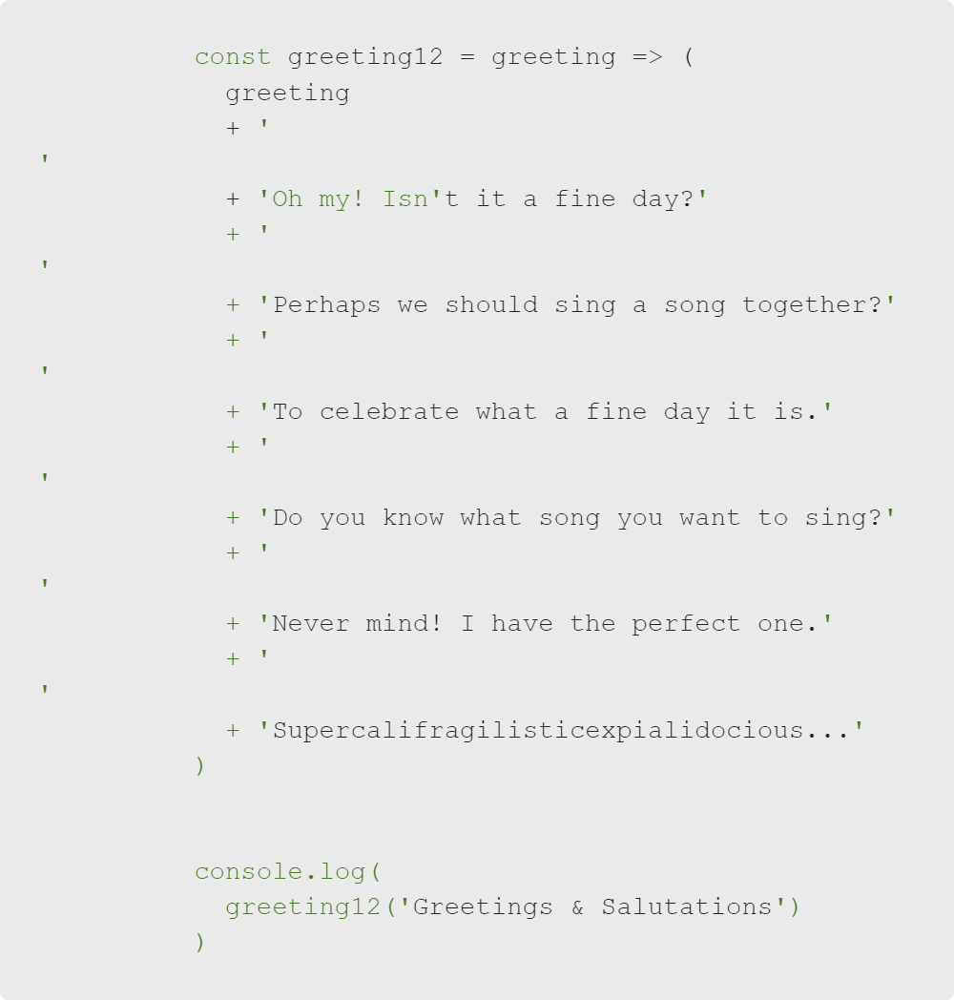 const greeting12 = greeting => (
greeting
+ '
'
+ 'Oh my! Isn't it a fine day?'
+ '
'
+ 'Perhaps we should sing a song together?'
+ '
'
+ 'To celebrate what a fine day it is.'
+ '
'
+ 'Do you know what song you want to sing?'
+ '
'
+ 'Never mind! I have the perfect one.'
+ '
'
+ 'Supercalifragilisticexpialidocious...'
)
console.log(
greeting12('Greetings & Salutations')
)